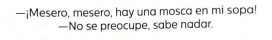 —¡Mesero, mesero, hay una mosca en mi sopa!
—No se preocupe, sabe nadar.